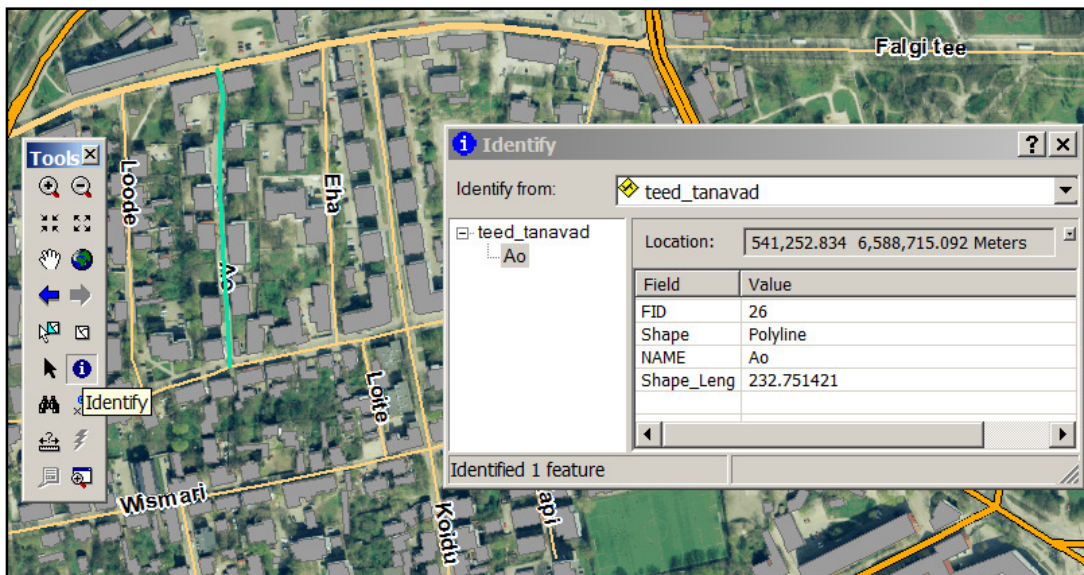 Falgi tee
Tools
Identify
Identify from:
teed_tanavad
teed_tanavad
Ao
Location:
541,252.834 6,588,715.092 Meters
Field Value
FID 26
Shape Polyline
NAME Ao
Shape_Leng 232.751421
Identified 1 feature
Loode
Eha
Ao
Identify
Loite
Wismari
Koidu
api